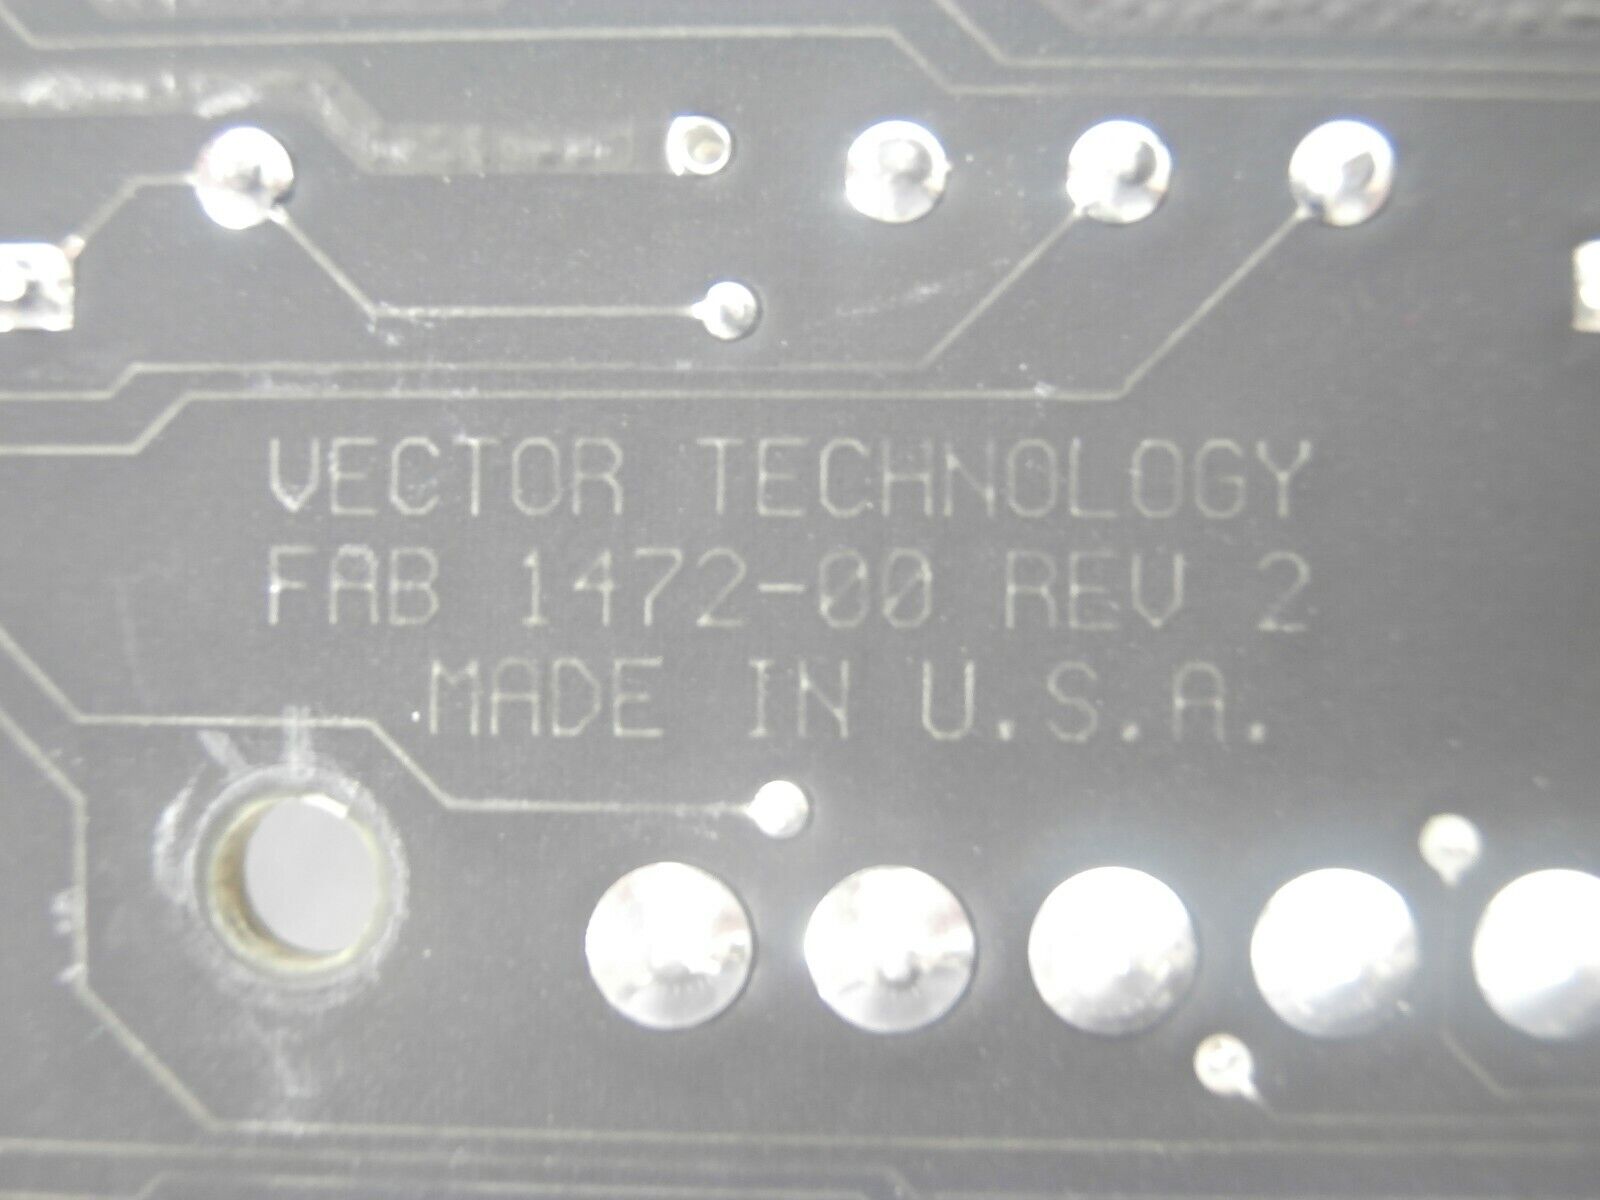 VECTOR TECHNOLOGY
FAB 1472-00 REV 2
MADE IN U.S.A.